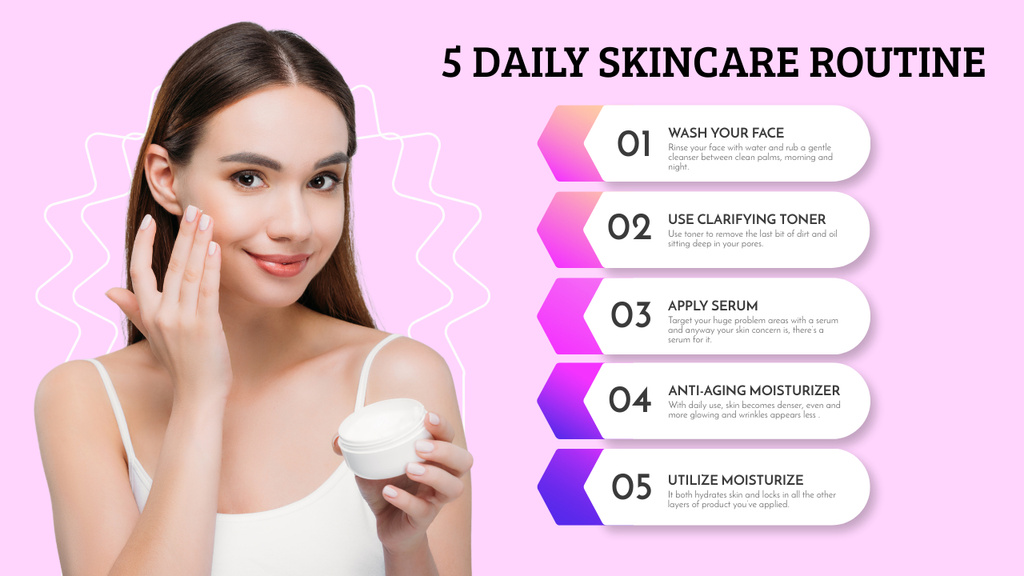 5 DAILY SKINCARE ROUTINE
01
WASH YOUR FACE
Rinse your face with water and rub a gentle
cleanser between clean palms, morning and
night.
02
USE CLARIFYING TONER
Use toner to remove the last bit of dirt and oil
sitting deep in your pores.
03
APPLY SERUM
Target your huge problem areas with a serum
and anyway your skin concern is, there's a
serum for it.
04
ANTI-AGING MOISTURIZER
With daily use, skin becomes denser, even and
more glowing and wrinkles appears less .
05
UTILIZE MOISTURIZE
It both hydrates skin and locks in all the other
layers of product you've applied.